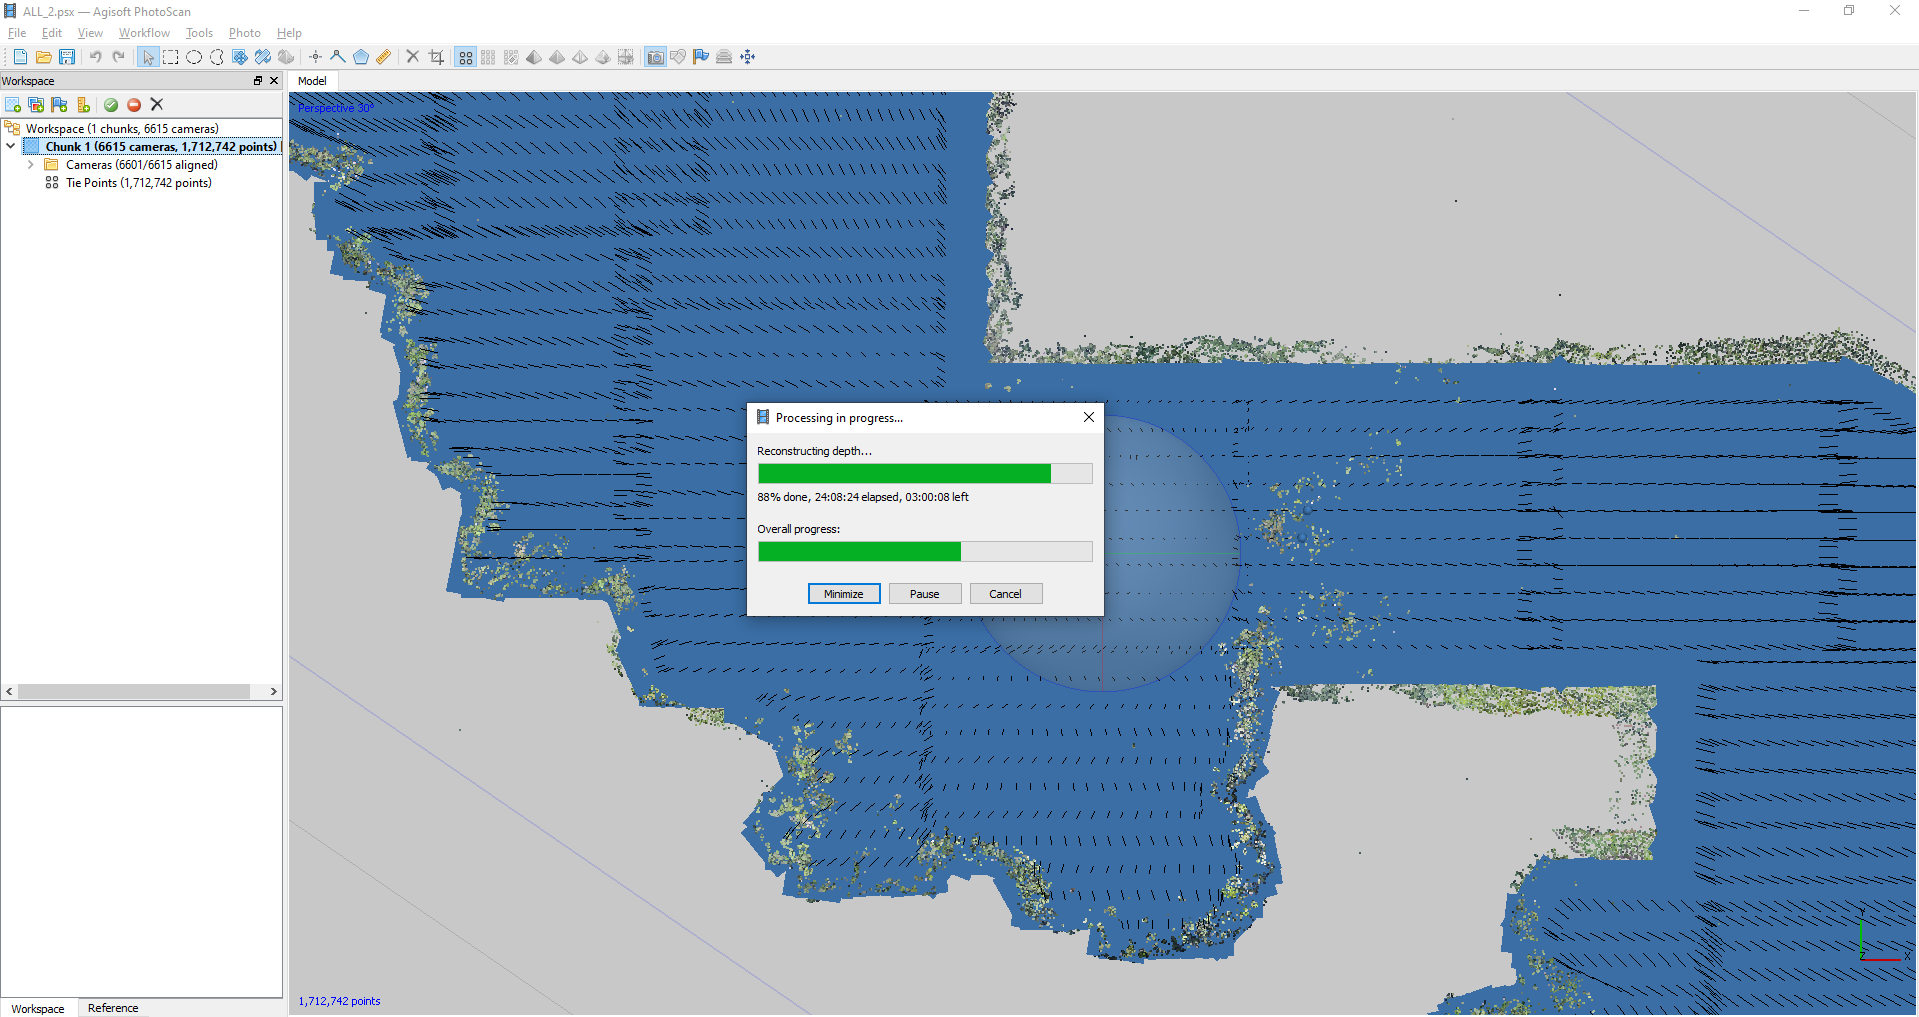 ALL_2.psx — Agisoft PhotoScan
File Edit View Workflow Tools Photo Help
Workspace
Model
Perspective 30°
Workspace (1 chunks, 6615 cameras)
Chunk 1 (6615 cameras, 1,712,742 points)
Cameras (6601/6615 aligned)
Tie Points (1,712,742 points)
Processing in progress...
Reconstructing depth...
88% done, 24:08:24 elapsed, 03:00:08 left
Overall progress:
Minimize Pause Cancel
Y
Z X
1,712,742 points
Workspace Reference